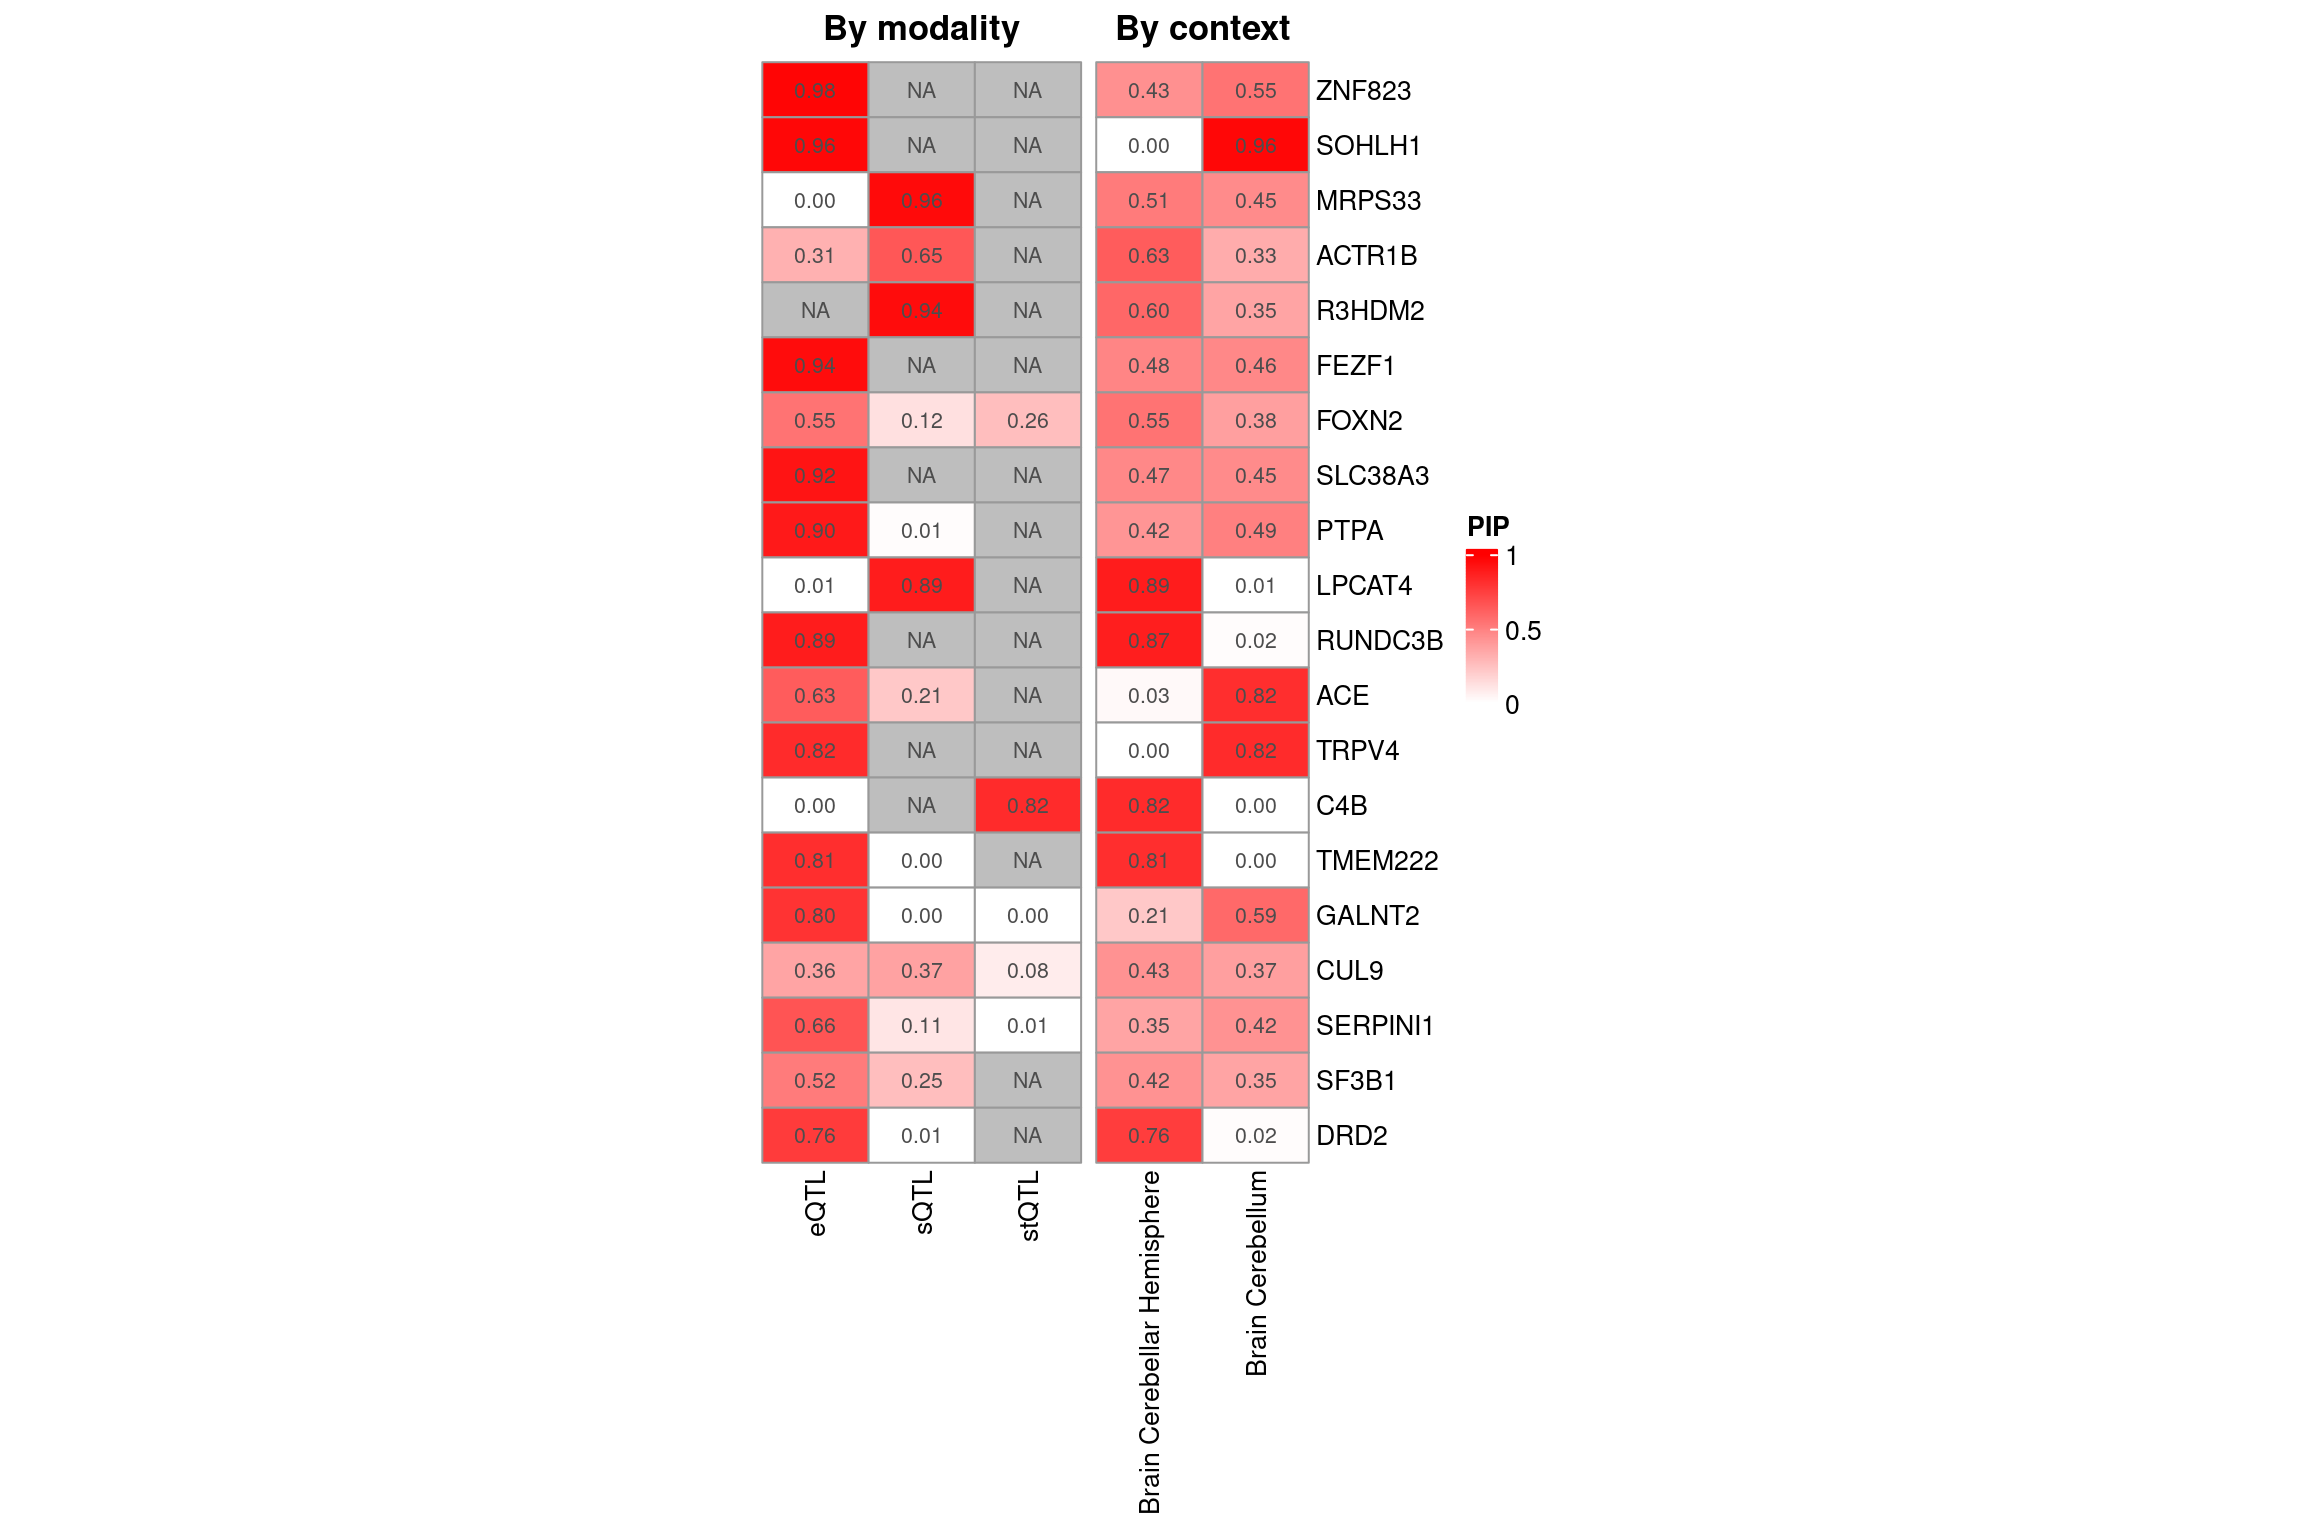 By modality By context
0.98 NA NA 0.43 0.55 ZNF823
0.96 NA NA 0.00 0.96 SOHLH1
0.00 0.96 NA 0.51 0.45 MRPS33
0.31 0.65 NA 0.63 0.33 ACTR1B
NA 0.94 NA 0.60 0.35 R3HDM2
0.94 NA NA 0.48 0.46 FEZF1
0.55 0.12 0.26 0.55 0.38 FOXN2
0.92 NA NA 0.47 0.45 SLC38A3
0.90 0.01 NA 0.42 0.49 PTPA
0.01 0.89 NA 0.89 0.01 LPCAT4
0.89 NA NA 0.87 0.02 RUNDC3B
0.63 0.21 NA 0.03 0.82 ACE
0.82 NA NA 0.00 0.82 TRPV4
0.00 NA 0.82 0.82 0.00 C4B
0.81 0.00 NA 0.81 0.00 TMEM222
0.80 0.00 0.00 0.21 0.59 GALNT2
0.36 0.37 0.08 0.43 0.37 CUL9
0.66 0.11 0.01 0.35 0.42 SERPINI1
0.52 0.25 NA 0.42 0.35 SF3B1
0.76 0.01 NA 0.76 0.02 DRD2
eQTL
sQTL
stQTL
Brain Cerebellar Hemisphere
Brain Cerebellum
PIP
1
0.5
0